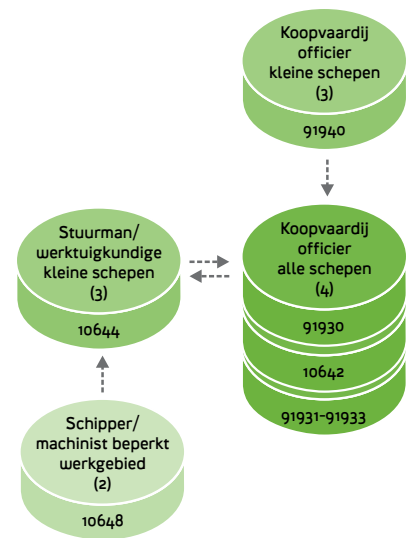 Koopvaardij
officier
kleine schepen
(3)
91940
Stuurman/
werktuigkundige
kleine schepen
(3)
10644
Koopvaardij
officier
alle schepen
(4)
91930
10642
91931-91933
Schipper/
machinist beperkt
werkgebied
(2)
10648